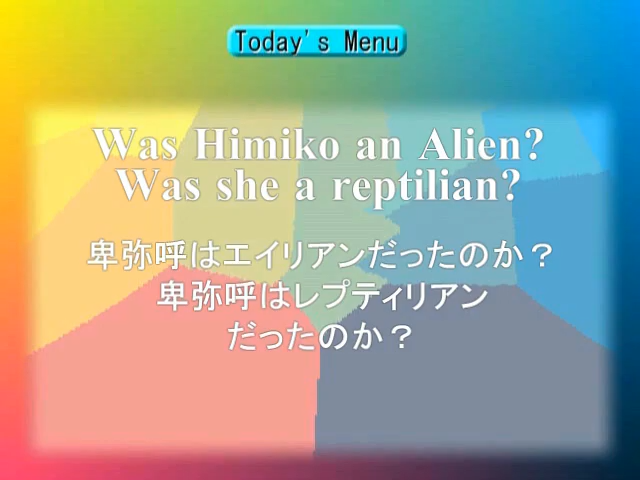 Today's Menu
Was Himiko an Alien?
Was she a reptilian?
卑弥呼はエイリアンだったのか？
卑弥呼はレプティリアン
だったのか？